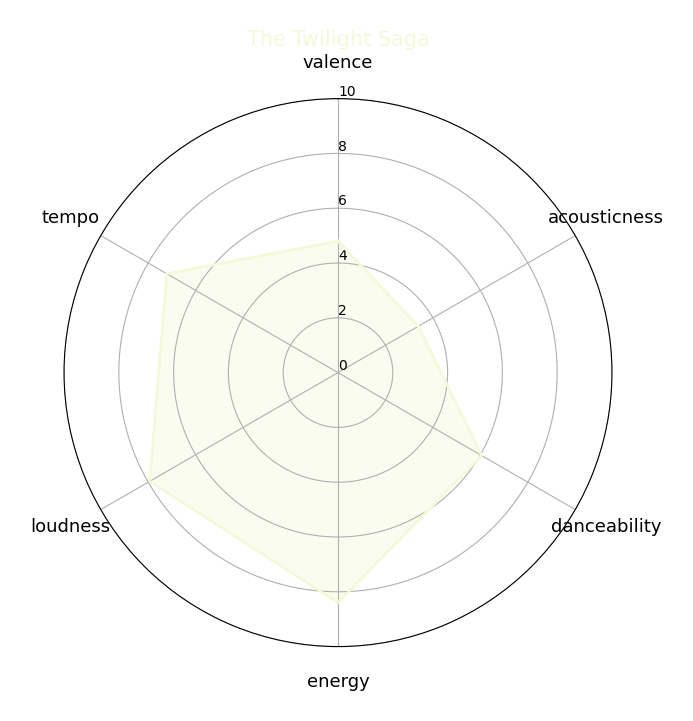 The Twilight Saga
valence
10
8
tempo
6
acousticness
4
2
0
loudness
danceability
energy